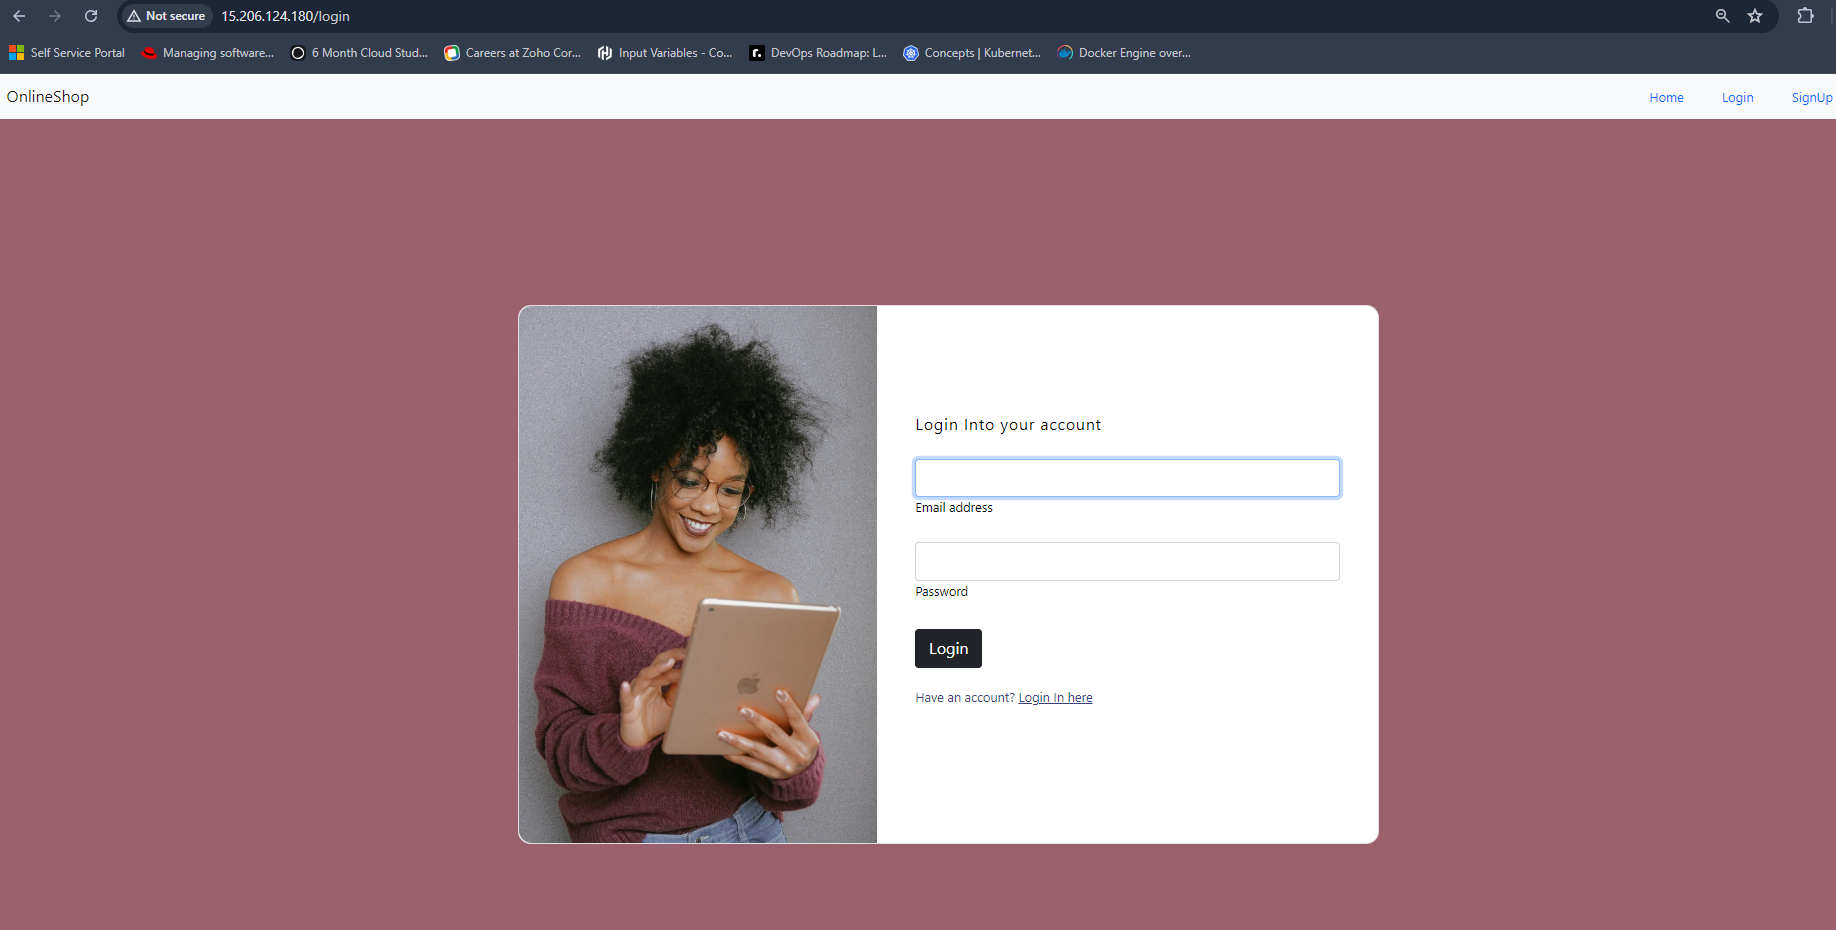 Not secure 15.206.124.180/login
Self Service Portal Managing software... 6 Month Cloud Stud... Careers at Zoho Cor... Input Variables - Co... DevOps Roadmap: L... Concepts | Kubernet... Docker Engine over...
OnlineShop Home Login SignUp
Login Into your account
Email address
Password
Login
Have an account? Login In here